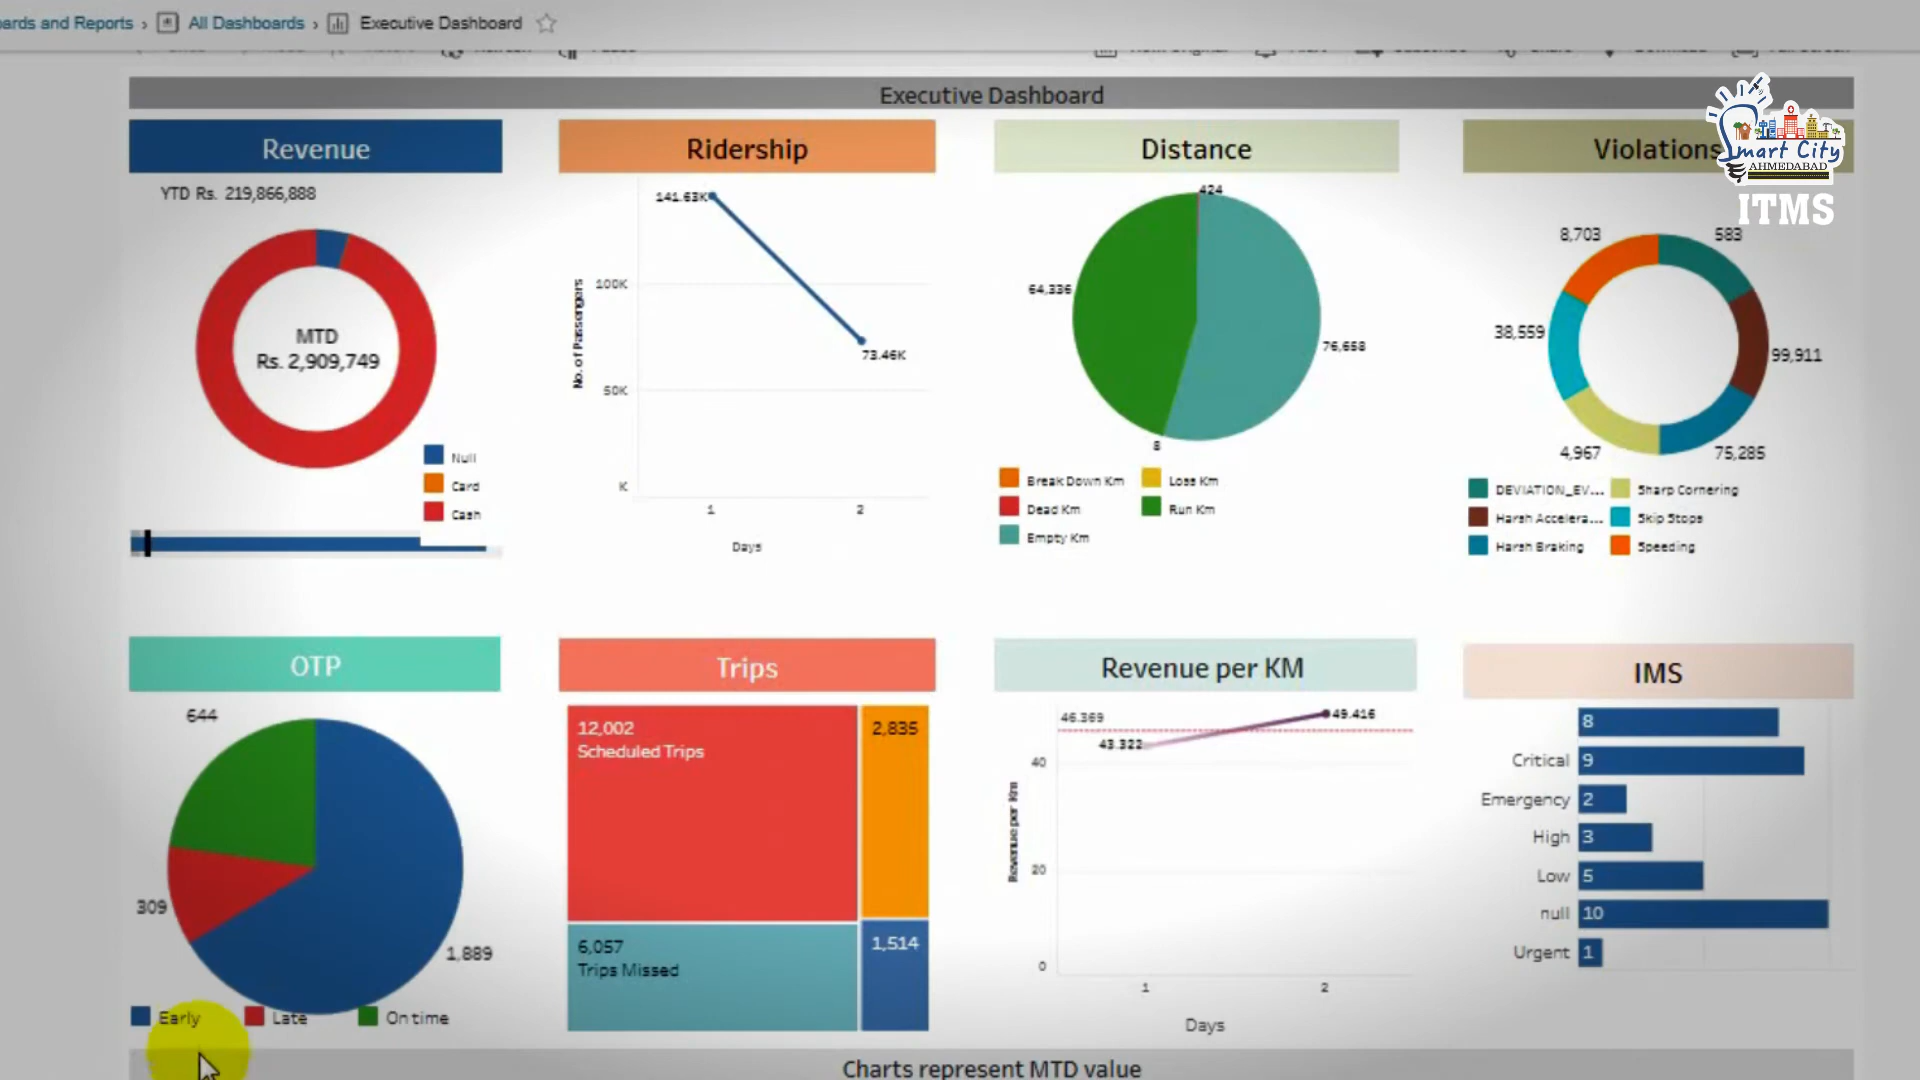 ards and Reports › All Dashboards › Executive Dashboard
Executive Dashboard
Smart City
AHMEDABAD
ITMS
Revenue
YTD Rs. 219,866,888
MTD
Rs. 2,909,749
Null
Card
Cash
Ridership
141.63K
73.46K
No. of Passengers
100K
50K
K
1
2
Days
Distance
424
64,336
76,658
8
Break Down Km
Loss Km
Dead Km
Run Km
Empty Km
Violations
8,703
583
38,559
99,911
4,967
75,285
DEVIATION_EV...
Sharp Cornering
Harsh Accelera...
Skip Stops
Harsh Braking
Speeding
OTP
644
309
1,889
Early
Late
On time
Trips
12,002
Scheduled Trips
2,835
6,057
Trips Missed
1,514
Revenue per KM
46.369
49.416
43.322
Revenue per Km
40
20
0
1
2
Days
IMS
8
Critical 9
Emergency 2
High 3
Low 5
null 10
Urgent 1
Charts represent MTD value